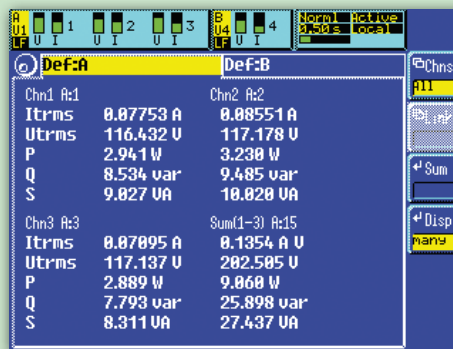 A
U1
LF
U I
1
U I
2
U I
3
B
U4
LF
U I
4
Norml Active
0.50s Local
Def:A
Def:B
Chns
All
Link
Sum
Disp
many
Chn1 A:1
Chn2 A:2
Itrms 0.07753 A 0.08551 A
Utrms 116.432 V 117.178 V
P 2.941 W 3.230 W
Q 8.534 var 9.485 var
S 9.027 VA 10.020 VA
Chn3 A:3
Sum(1-3) A:15
Itrms 0.07095 A 0.1354 A V
Utrms 117.137 V 202.505 V
P 2.889 W 9.060 W
Q 7.793 var 25.898 var
S 8.311 VA 27.437 VA